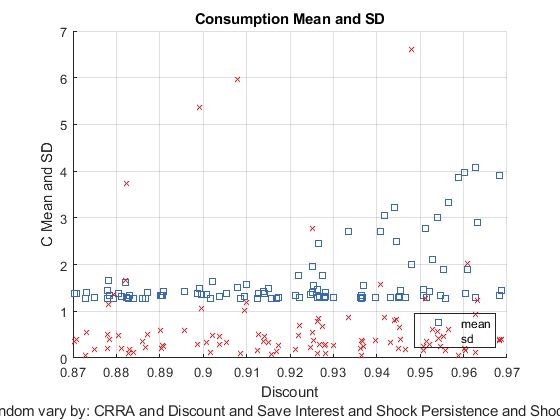 Consumption Mean and SD
C Mean and SD
7
6
5
4
3
2
1
0
mean
sd
0.87 0.88 0.89 0.9 0.91 0.92 0.93 0.94 0.95 0.96 0.97
Discount
ndom vary by: CRRA and Discount and Save Interest and Shock Persistence and Sho